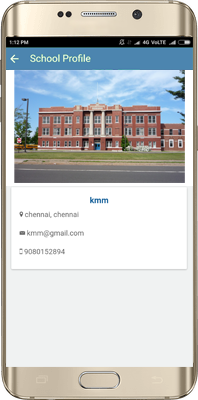 1:12 PM 4G VoLTE
School Profile
kmm
chennai, chennai
kmm@gmail.com
9080152894